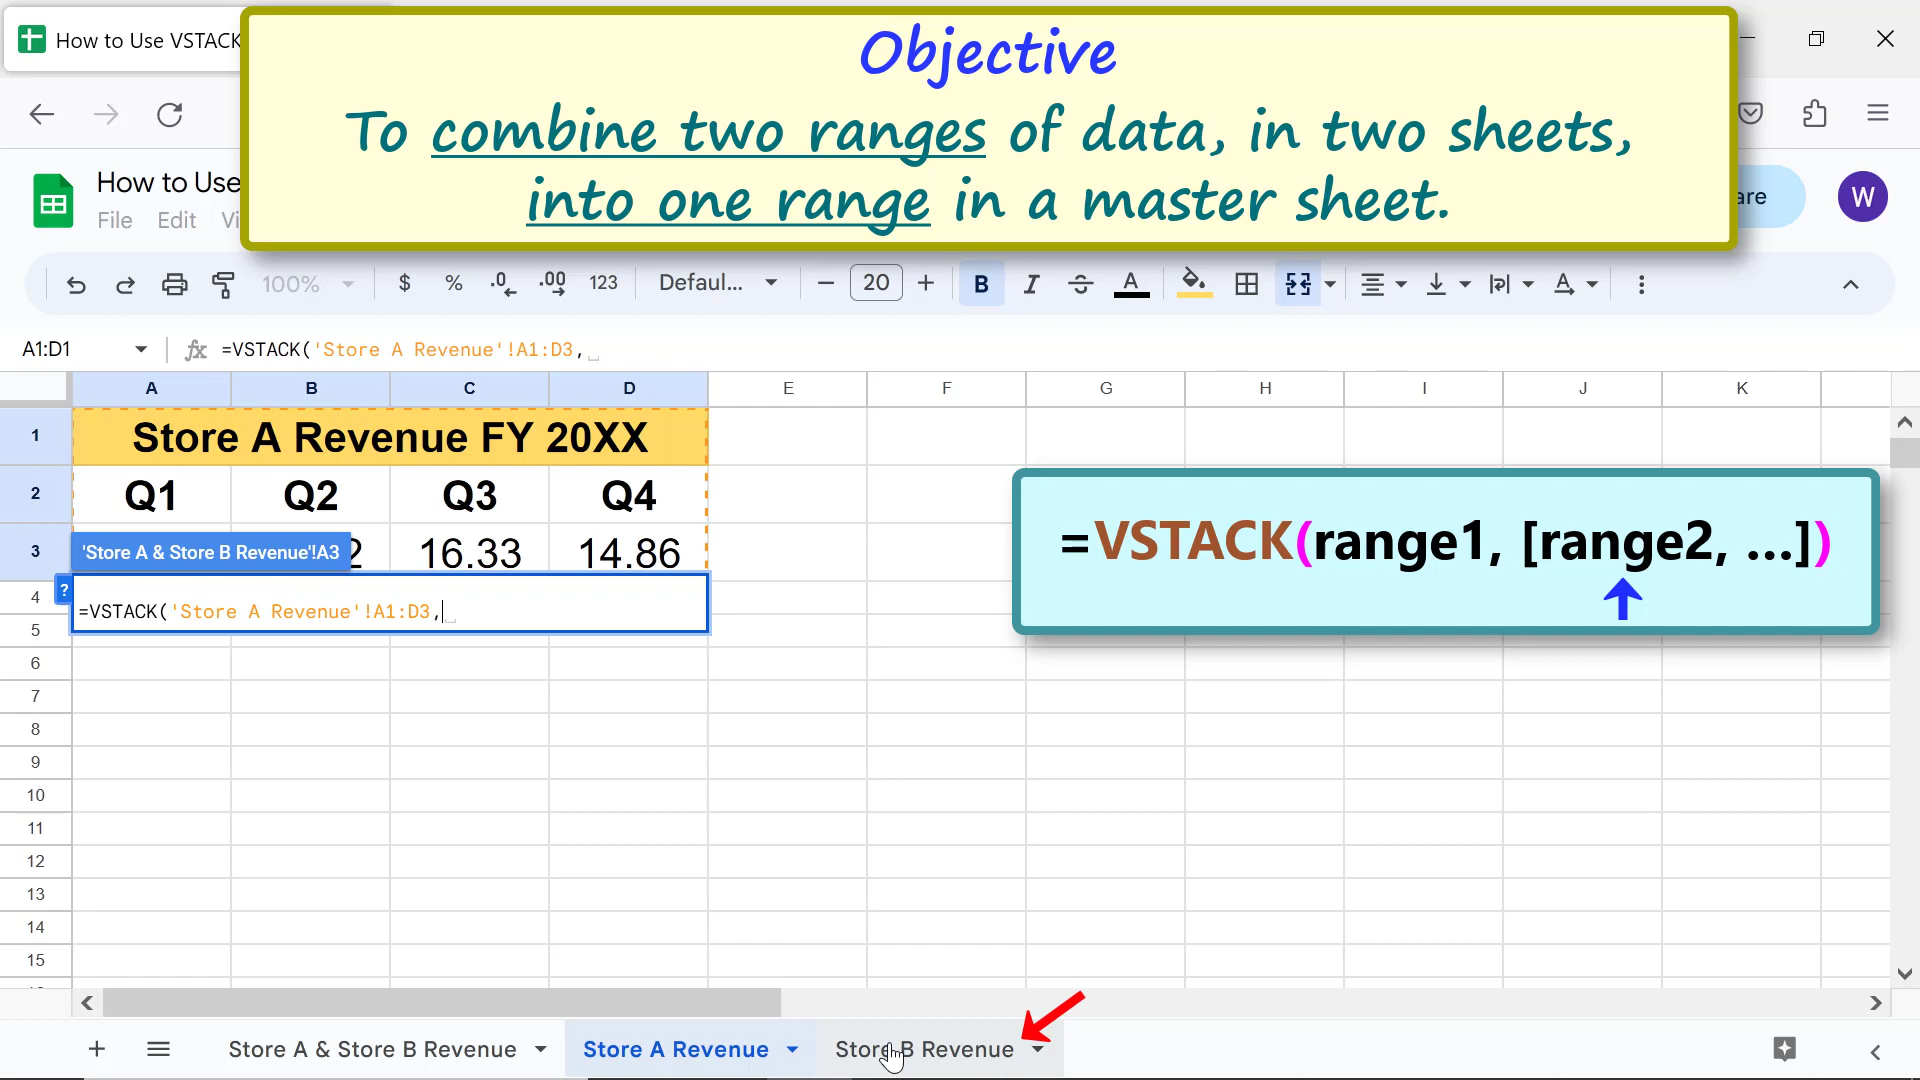 How to Use VSTACK
Objective
To combine two ranges of data, in two sheets,
into one range in a master sheet.
How to Use
W
File Edit
100% $ % .0 .00 123 Defaul... 20 B I A
A1:D1 fx =VSTACK('Store A Revenue'!A1:D3,
A B C D E F G H I J K
1 Store A Revenue FY 20XX
2 Q1 Q2 Q3 Q4
3 'Store A & Store B Revenue'!A3 2 16.33 14.86
=VSTACK(range1, [range2, ...])
4 ? =VSTACK('Store A Revenue'!A1:D3,
5
6
7
8
9
10
11
12
13
14
15
+ Store A & Store B Revenue Store A Revenue Store B Revenue